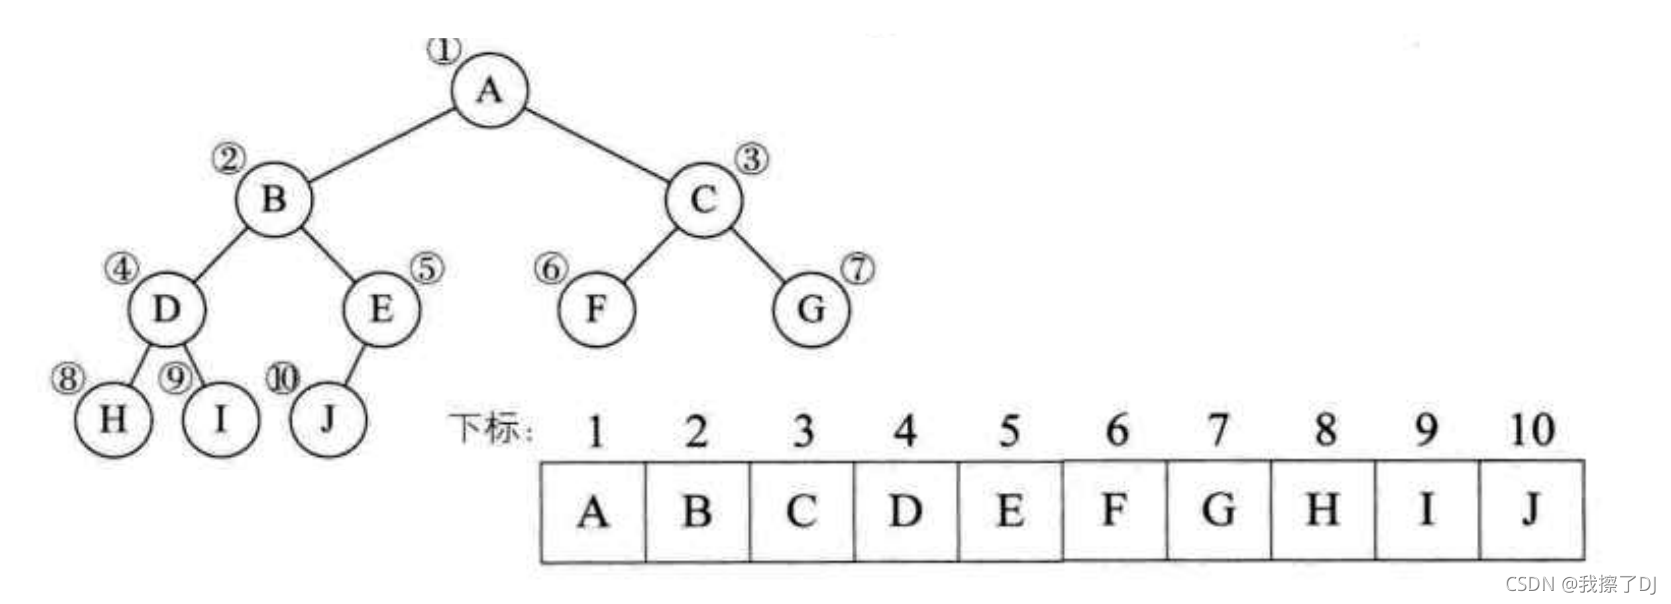 ①
A
② ③
B C
④ ⑤ ⑥ ⑦
D E F G
⑧ ⑨ ⑩
H I J
下标: 1 2 3 4 5 6 7 8 9 10
A B C D E F G H I J
CSDN @我擦了DJ